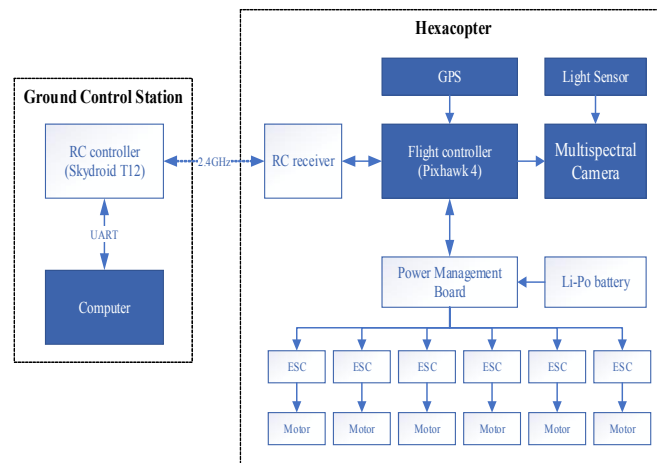 Hexacopter
GPS
Light Sensor
Ground Control Station
RC controller
(Skydroid T12)
2.4GHz
RC receiver
Flight controller
(Pixhawk 4)
Multispectral
Camera
UART
Computer
Power Management
Board
Li-Po battery
ESC ESC ESC ESC ESC ESC
Motor Motor Motor Motor Motor Motor